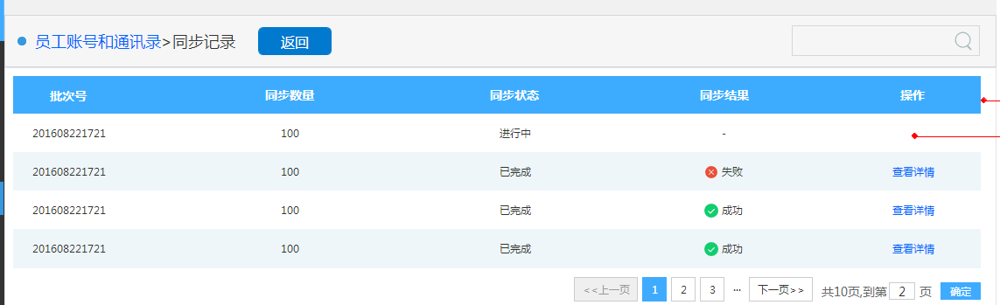 员工账号和通讯录>同步记录 返回
批次号 同步数量 同步状态 同步结果 操作
201608221721 100 进行中 -
201608221721 100 已完成 失败 查看详情
201608221721 100 已完成 成功 查看详情
201608221721 100 已完成 成功 查看详情
<<上一页 1 2 3 ... 下一页>> 共10页,到第 2 页 确定